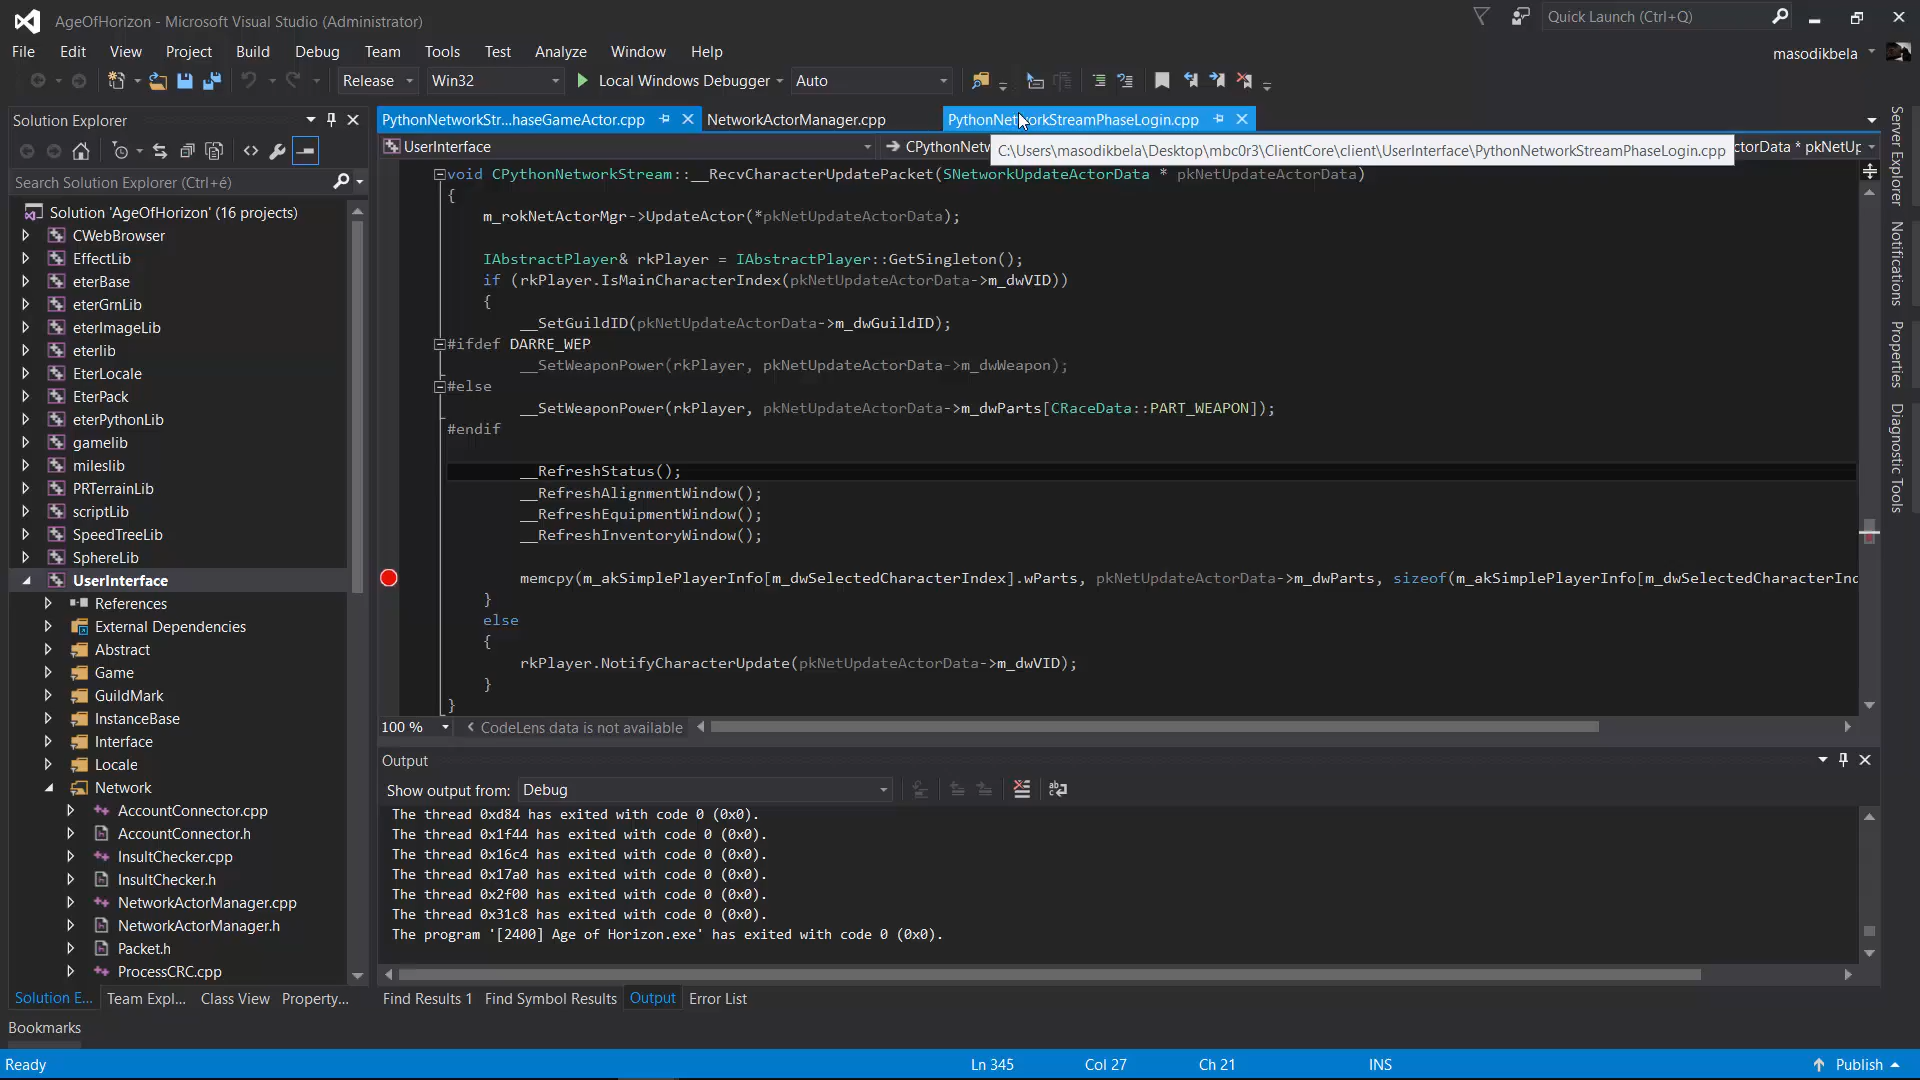 AgeOfHorizon - Microsoft Visual Studio (Administrator)
Quick Launch (Ctrl+Q)
File Edit View Project Build Debug Team Tools Test Analyze Window Help
masodikbela
Release Win32 Local Windows Debugger Auto
Solution Explorer
PythonNetworkStr...haseGameActor.cpp NetworkActorManager.cpp PythonNetworkStreamPhaseLogin.cpp
UserInterface CPythonNetw ctorData * pkNetUp
C:\Users\masodikbela\Desktop\mbc0r3\ClientCore\client\UserInterface\PythonNetworkStreamPhaseLogin.cpp
Search Solution Explorer (Ctrl+é)
Solution 'AgeOfHorizon' (16 projects)
CWebBrowser
EffectLib
eterBase
eterGrnLib
eterImageLib
eterlib
EterLocale
EterPack
eterPythonLib
gamelib
mileslib
PRTerrainLib
scriptLib
SpeedTreeLib
SphereLib
UserInterface
References
External Dependencies
Abstract
Game
GuildMark
InstanceBase
Interface
Locale
Network
AccountConnector.cpp
AccountConnector.h
InsultChecker.cpp
InsultChecker.h
NetworkActorManager.cpp
NetworkActorManager.h
Packet.h
ProcessCRC.cpp
Solution E... Team Expl... Class View Property...
Bookmarks
void CPythonNetworkStream::__RecvCharacterUpdatePacket(SNetworkUpdateActorData * pkNetUpdateActorData)
{
m_rokNetActorMgr->UpdateActor(*pkNetUpdateActorData);
IAbstractPlayer& rkPlayer = IAbstractPlayer::GetSingleton();
if (rkPlayer.IsMainCharacterIndex(pkNetUpdateActorData->m_dwVID))
{
__SetGuildID(pkNetUpdateActorData->m_dwGuildID);
#ifdef DARRE_WEP
__SetWeaponPower(rkPlayer, pkNetUpdateActorData->m_dwWeapon);
#else
__SetWeaponPower(rkPlayer, pkNetUpdateActorData->m_dwParts[CRaceData::PART_WEAPON]);
#endif
__RefreshStatus();
__RefreshAlignmentWindow();
__RefreshEquipmentWindow();
__RefreshInventoryWindow();
memcpy(m_akSimplePlayerInfo[m_dwSelectedCharacterIndex].wParts, pkNetUpdateActorData->m_dwParts, sizeof(m_akSimplePlayerInfo[m_dwSelectedCharacterInd
}
else
{
rkPlayer.NotifyCharacterUpdate(pkNetUpdateActorData->m_dwVID);
}
}
100 % CodeLens data is not available
Output
Show output from: Debug
The thread 0xd84 has exited with code 0 (0x0).
The thread 0x1f44 has exited with code 0 (0x0).
The thread 0x16c4 has exited with code 0 (0x0).
The thread 0x17a0 has exited with code 0 (0x0).
The thread 0x2f00 has exited with code 0 (0x0).
The thread 0x31c8 has exited with code 0 (0x0).
The program '[2400] Age of Horizon.exe' has exited with code 0 (0x0).
Find Results 1 Find Symbol Results Output Error List
Server Explorer
Notifications
Properties
Diagnostic Tools
Ready Ln 345 Col 27 Ch 21 INS Publish